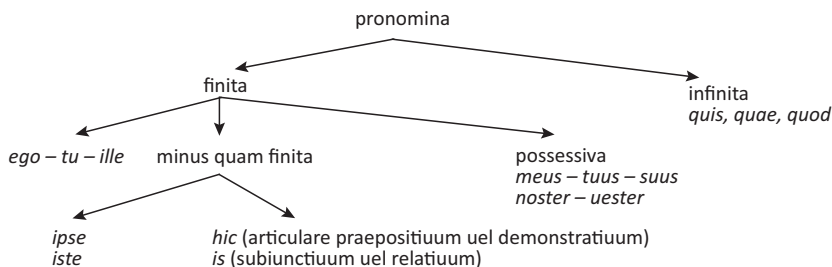 pronomina
finita
infinita
quis, quae, quod
ego – tu – ille
minus quam finita
possessiva
meus – tuus – suus
noster – uester
ipse
iste
hic (articulare praepositiuum uel demonstratiuum)
is (subiunctiuum uel relatiuum)